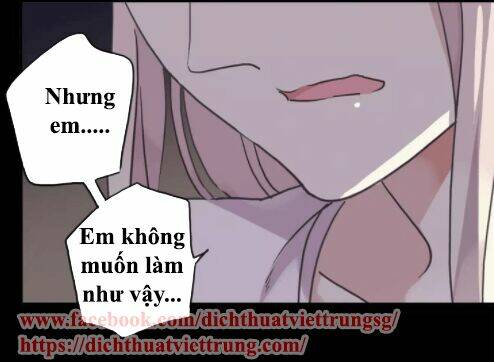 Nhưng
em.....
Em không
muốn làm
như vậy...
www.facebook.com/dichthuatviettrungsg/
https://dichthuatviettrung.com/